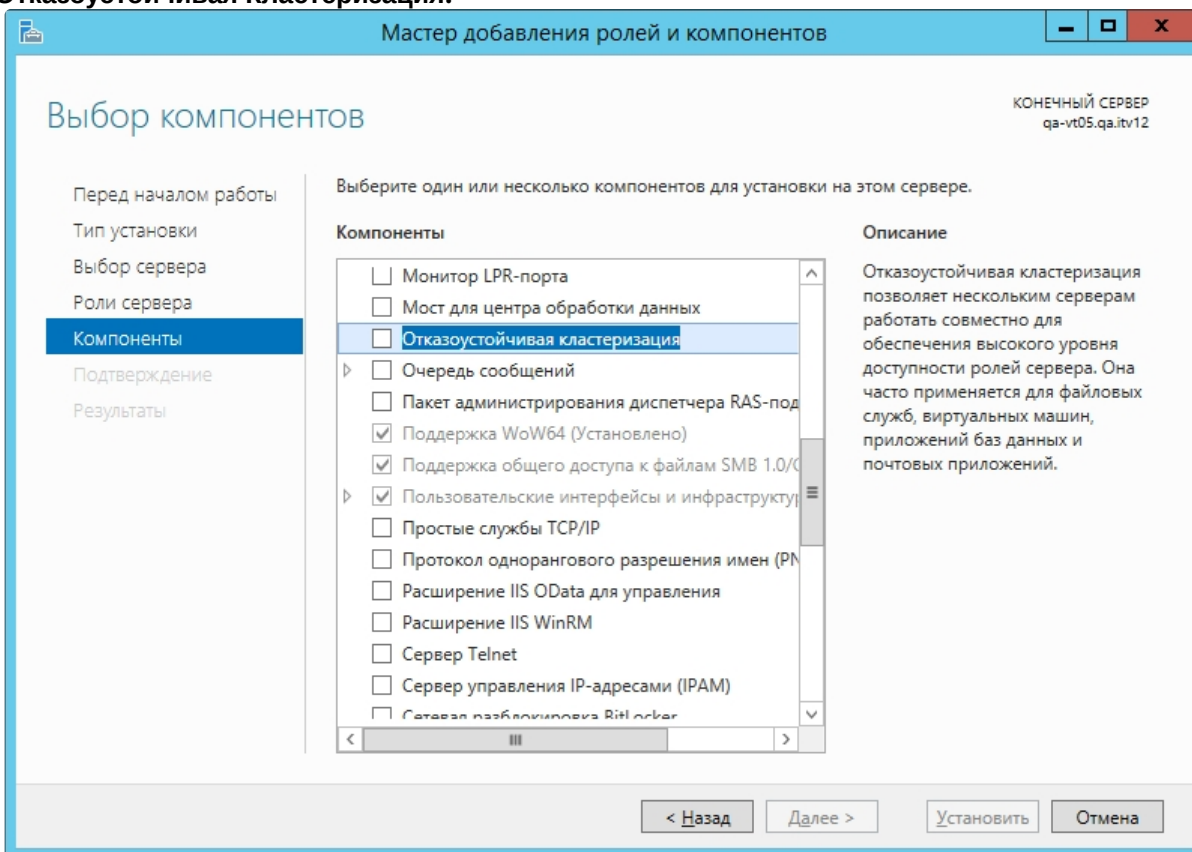 Отказоустойчивая кластеризация.
Мастер добавления ролей и компонентов
Выбор компонентов
КОНЕЧНЫЙ СЕРВЕР
qa-vt05.qa.itv12
Перед началом работы
Тип установки
Выбор сервера
Роли сервера
Компоненты
Подтверждение
Результаты
Выберите один или несколько компонентов для установки на этом сервере.
Компоненты
Монитор LPR-порта
Мост для центра обработки данных
Отказоустойчивая кластеризация
Очередь сообщений
Пакет администрирования диспетчера RAS-под
Поддержка WoW64 (Установлено)
Поддержка общего доступа к файлам SMB 1.0/C
Пользовательские интерфейсы и инфраструктур
Простые службы TCP/IP
Протокол однорангового разрешения имен (PN
Расширение IIS OData для управления
Расширение IIS WinRM
Сервер Telnet
Сервер управления IP-адресами (IPAM)
Сетевая разблокировка BitLocker
Описание
Отказоустойчивая кластеризация
позволяет нескольким серверам
работать совместно для
обеспечения высокого уровня
доступности ролей сервера. Она
часто применяется для файловых
служб, виртуальных машин,
приложений баз данных и
почтовых приложений.
< Назад
Далее >
Установить
Отмена